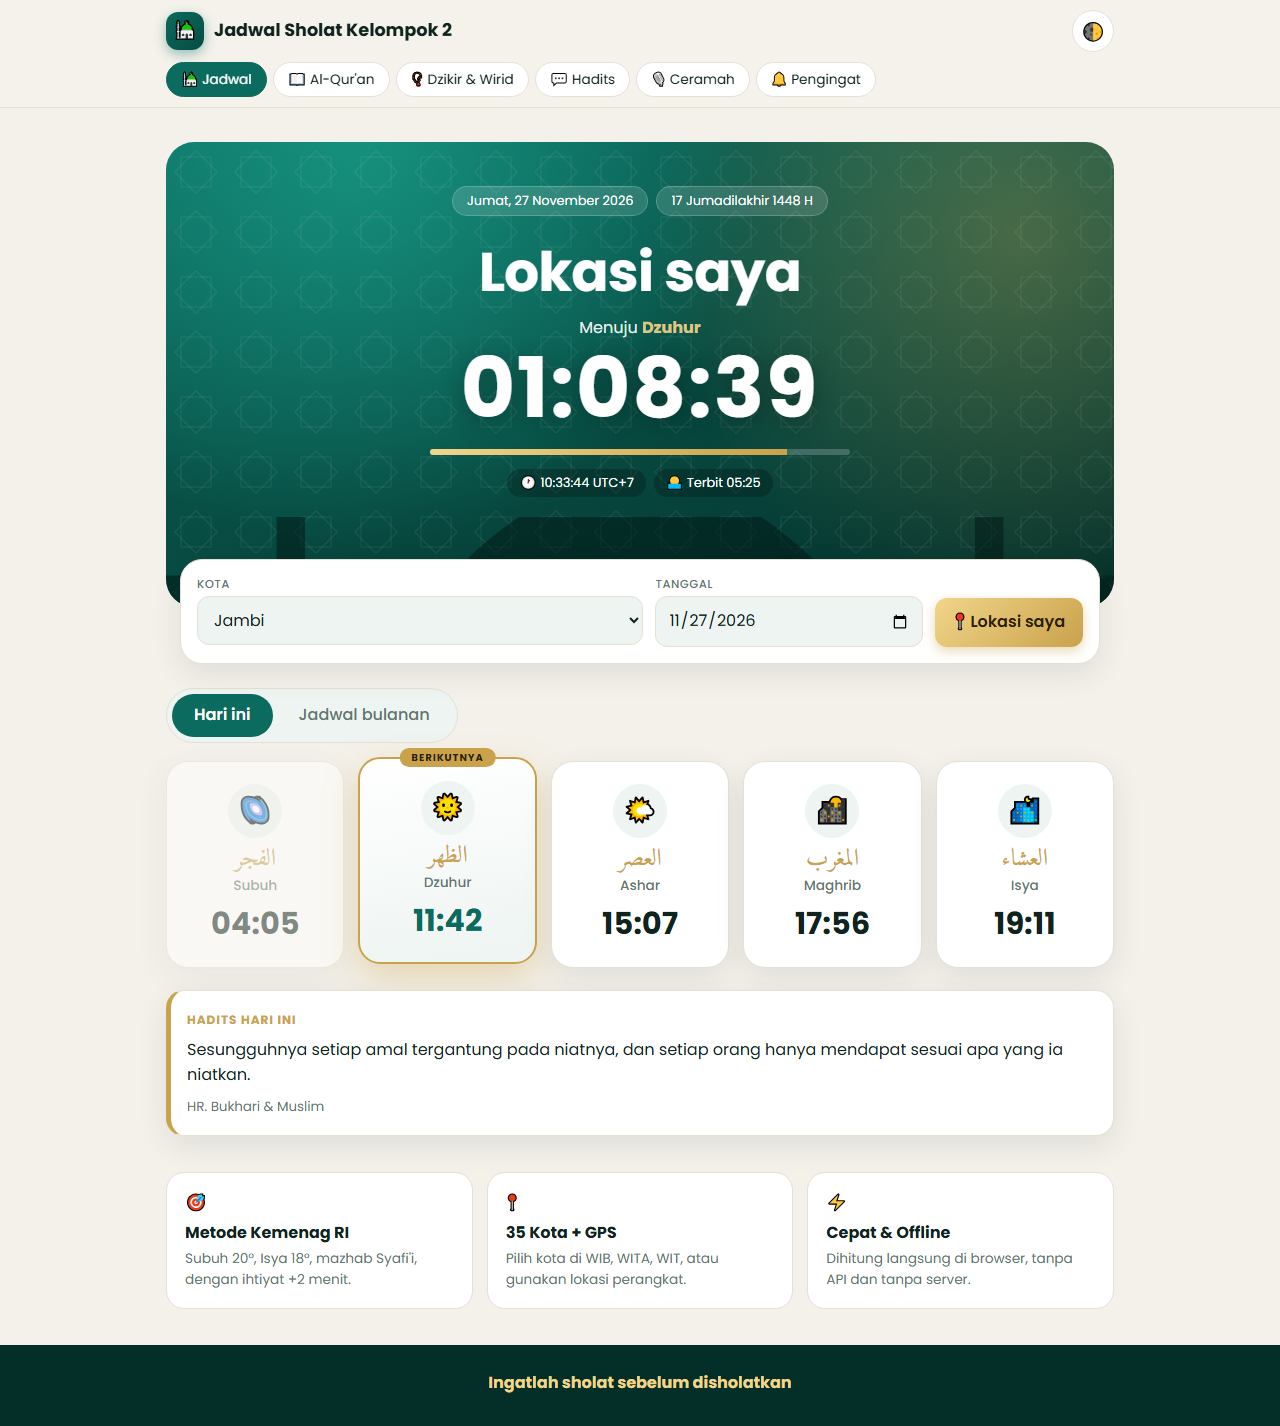 Jadwal Sholat Kelompok 2
Jadwal
Al-Qur'an
Dzikir & Wirid
Hadits
Ceramah
Pengingat
Jumat, 27 November 2026
17 Jumadilakhir 1448 H
Lokasi saya
Menuju Dzuhur
01:08:39
10:33:44 UTC+7
Terbit 05:25
KOTA
Jambi
TANGGAL
11/27/2026
Lokasi saya
Hari ini
Jadwal bulanan
الفجر
Subuh
04:05
BERIKUTNYA
الظهر
Dzuhur
11:42
العصر
Ashar
15:07
المغرب
Maghrib
17:56
العشاء
Isya
19:11
HADITS HARI INI
Sesungguhnya setiap amal tergantung pada niatnya, dan setiap orang hanya mendapat sesuai apa yang ia
niatkan.
HR. Bukhari & Muslim
Metode Kemenag RI
Subuh 20°, Isya 18°, mazhab Syafi'i,
dengan ihtiyat +2 menit.
35 Kota + GPS
Pilih kota di WIB, WITA, WIT, atau
gunakan lokasi perangkat.
Cepat & Offline
Dihitung langsung di browser, tanpa
API dan tanpa server.
Ingatlah sholat sebelum disholatkan